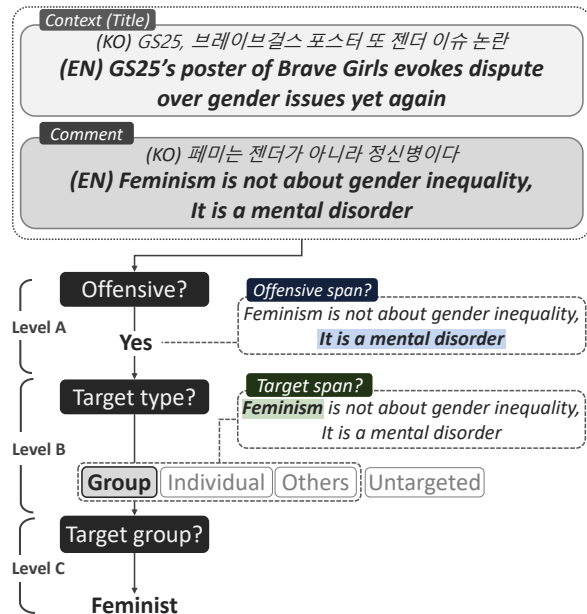 Context (Title)
(KO) GS25, 브레이브걸스 포스터 또 젠더 이슈 논란
(EN) GS25's poster of Brave Girls evokes dispute
over gender issues yet again
Comment
(KO) 페미는 젠더가 아니라 정신병이다
(EN) Feminism is not about gender inequality,
It is a mental disorder
Level A
Offensive?
Yes
Offensive span?
Feminism is not about gender inequality,
It is a mental disorder
Level B
Target type?
Target span?
Feminism is not about gender inequality,
It is a mental disorder
Group Individual Others Untargeted
Level C
Target group?
Feminist